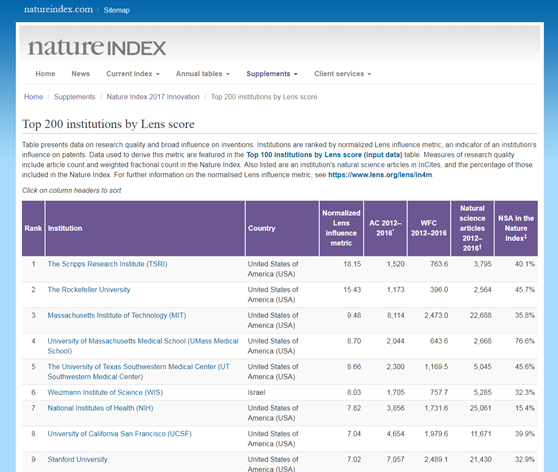 natureindex.com | Sitemap
nature INDEX
Home News Current Index Annual tables Supplements Client services
Home / Supplements / Nature Index 2017 Innovation / Top 200 institutions by Lens score
Top 200 institutions by Lens score
Table presents data on research quality and broad influence on inventions. Institutions are ranked by normalized Lens influence metric, an indicator of an institution's
influence on patents. Data used to derive this metric are featured in the Top 100 institutions by Lens score (input data) table. Measures of research quality
include article count and weighted fractional count in the Nature Index. Also listed are an institution's natural science articles in InCites, and the percentage of those
included in the Nature Index. For further information on the normalised Lens influence metric, see https://www.lens.org/lens/in4m.
Click on column headers to sort
Rank Institution Country Normalized Lens influence metric AC 2012–2016* WFC 2012–2016 Natural science articles 2012–2016† NSA in the Nature Index‡
1 The Scripps Research Institute (TSRI) United States of America (USA) 18.15 1,520 763.6 3,795 40.1%
2 The Rockefeller University United States of America (USA) 15.43 1,173 396.0 2,564 45.7%
3 Massachusetts Institute of Technology (MIT) United States of America (USA) 9.48 8,114 2,473.0 22,688 35.8%
4 University of Massachusetts Medical School (UMass Medical School) United States of America (USA) 8.70 2,044 643.6 2,668 76.6%
5 The University of Texas Southwestern Medical Center (UT Southwestern Medical Center) United States of America (USA) 8.66 2,300 1,169.5 5,045 45.6%
6 Weizmann Institute of Science (WIS) Israel 8.03 1,705 757.7 5,285 32.3%
7 National Institutes of Health (NIH) United States of America (USA) 7.82 3,856 1,731.6 25,061 15.4%
8 University of California San Francisco (UCSF) United States of America (USA) 7.04 4,654 1,979.6 11,671 39.9%
9 Stanford University United States of 7.02 7,057 2,489.1 21,430 32.9%